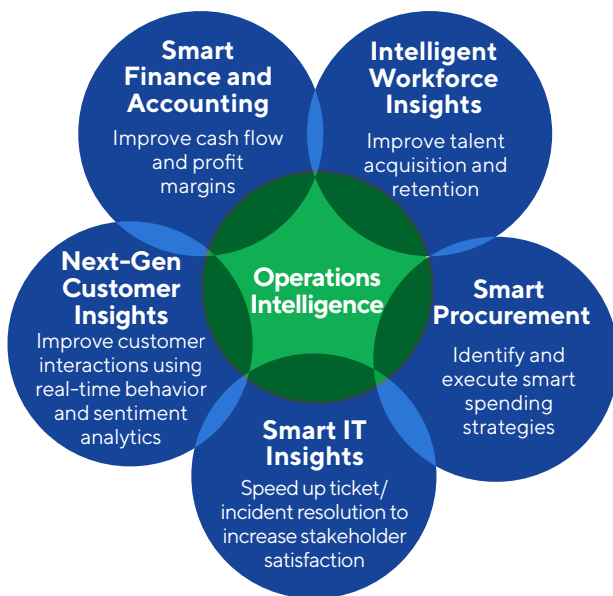 Smart
Finance and
Accounting
Improve cash flow
and profit
margins
Intelligent
Workforce
Insights
Improve talent
acquisition and
retention
Next-Gen
Customer
Insights
Improve customer
interactions using
real-time behavior
and sentiment
analytics
Operations
Intelligence
Smart
Procurement
Identify and
execute smart
spending
strategies
Smart IT
Insights
Speed up ticket/
incident resolution to
increase stakeholder
satisfaction